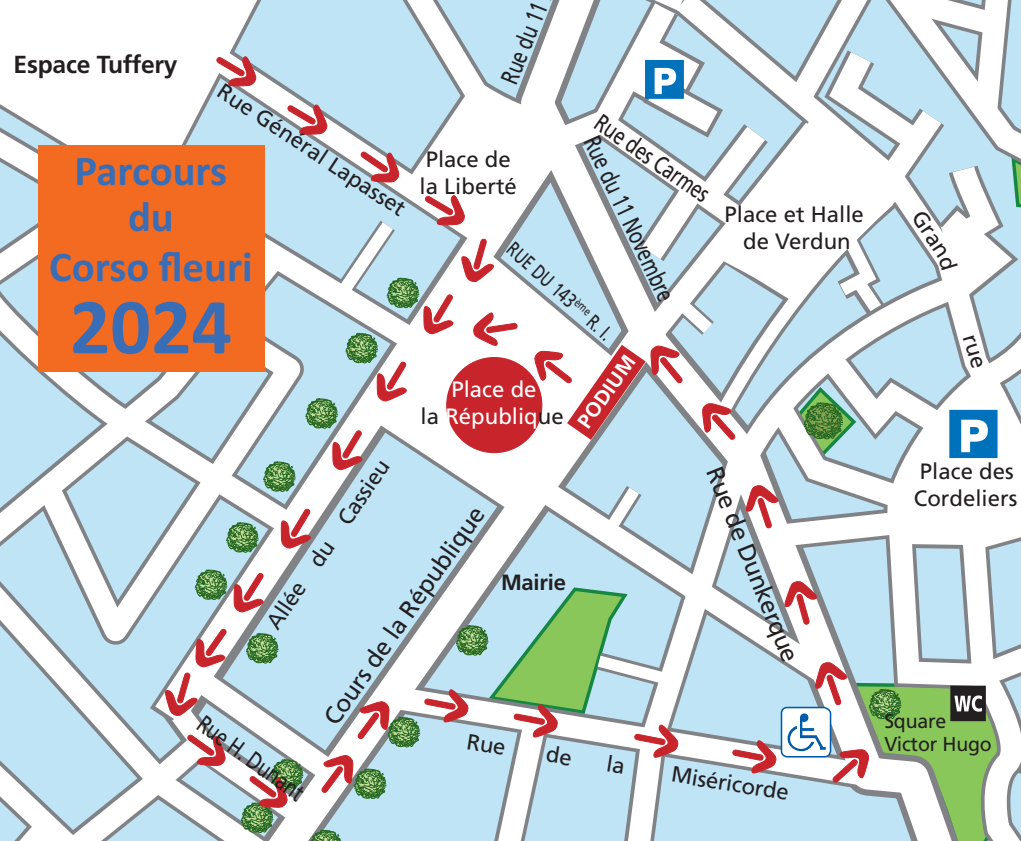 Espace Tuffery
Rue du 11
P
Rue Général Lapasset
Parcours
du
Corso fleuri
2024
Place de
la Liberté
Rue des Carmes
Rue du 11 Novembre
Place et Halle
de Verdun
Grand
rue
RUE DU 143ème R. I.
PODIUM
Place de
la République
P
Place des
Cordeliers
Allée du Cassieu
Cours de la République
Mairie
Rue de Dunkerque
Rue H. Dunant
Rue de la Miséricorde
WC
Square
Victor Hugo